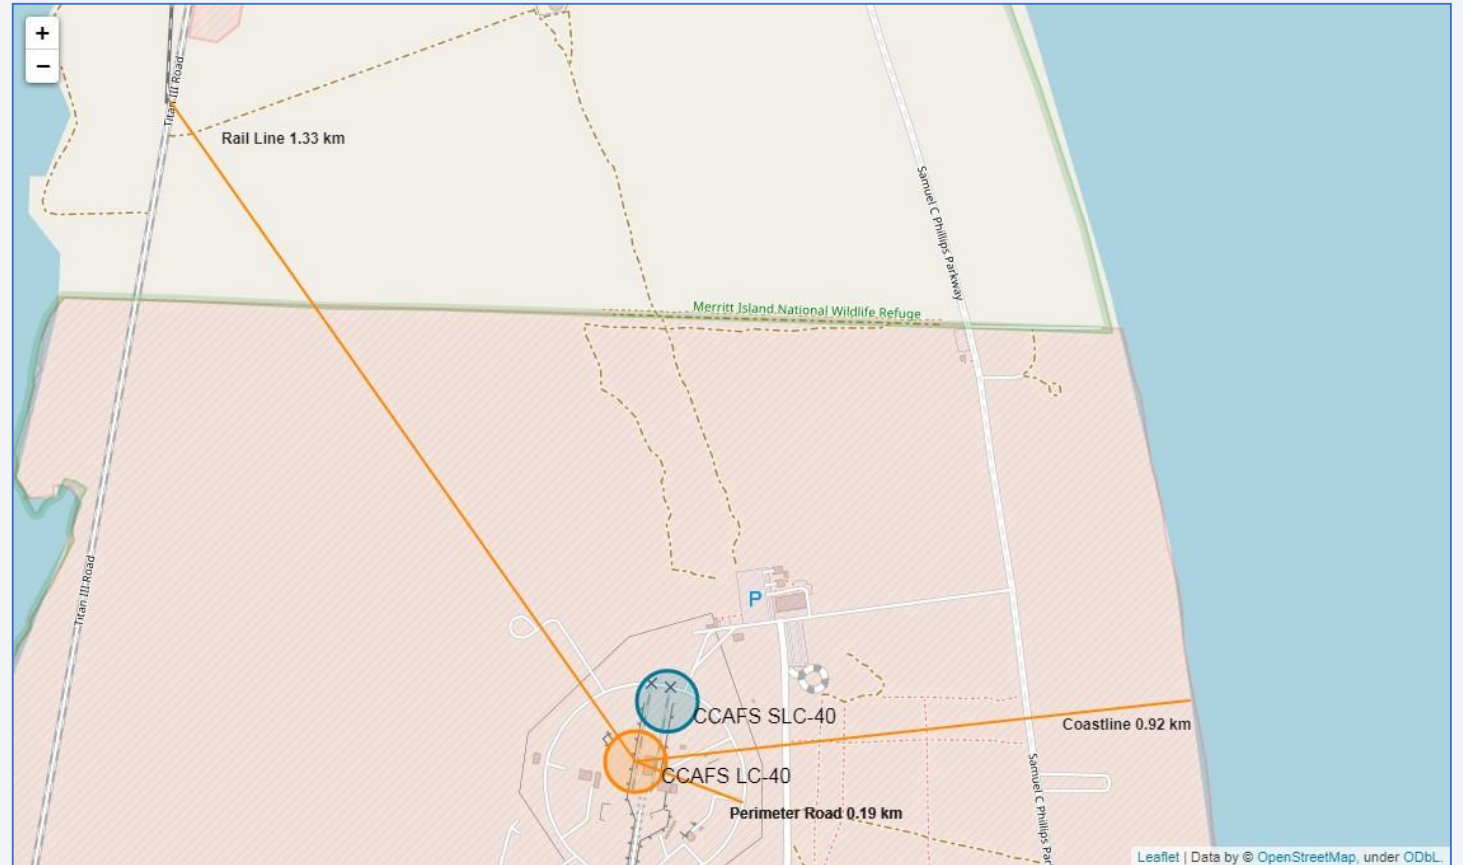 +
−
Titan III Road
Rail Line 1.33 km
Samuel C Phillips Parkway
Merritt Island National Wildlife Refuge
Titan III Road
P
CCAFS SLC-40
Coastline 0.92 km
CCAFS LC-40
Perimeter Road 0.19 km
Samuel C Phillips Par
Leaflet | Data by © OpenStreetMap, under ODbL.